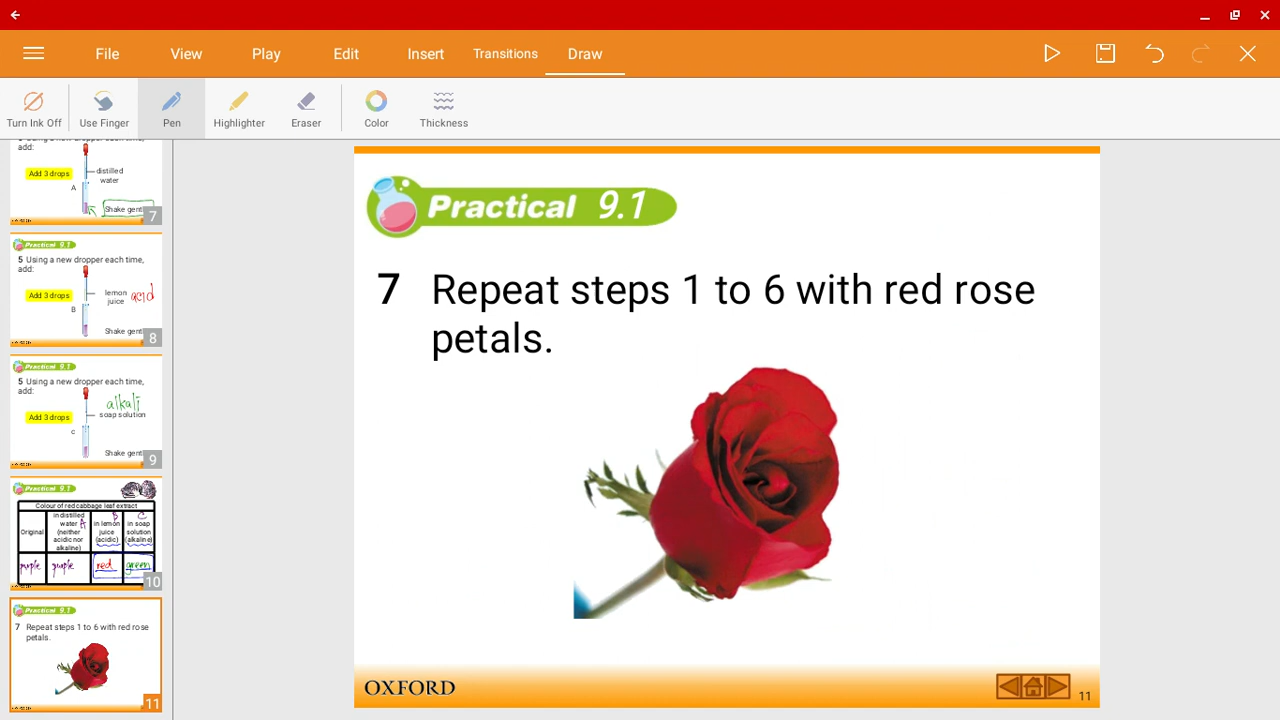 File View Play Edit Insert Transitions Draw
Turn Ink Off Use Finger Pen Highlighter Eraser Color Thickness
add:
Add 3 drops
distilled
water
A
Shake gent
7
Practical 9.1
5 Using a new dropper each time,
add:
Add 3 drops
lemon
juice
acid
B
Shake gent
8
Practical 9.1
5 Using a new dropper each time,
add:
alkali
Add 3 drops
soap solution
c
Shake gent
9
Practical 9.1
Colour of red cabbage leaf extract
Original
in distilled
water A
(neither
acidic nor
alkaline)
B
in lemon
juice
(acidic)
C
in soap
solution
(alkaline)
purple purple red green
10
Practical 9.1
7 Repeat steps 1 to 6 with red rose
petals.
11
Practical 9.1
7 Repeat steps 1 to 6 with red rose
petals.
OXFORD
11